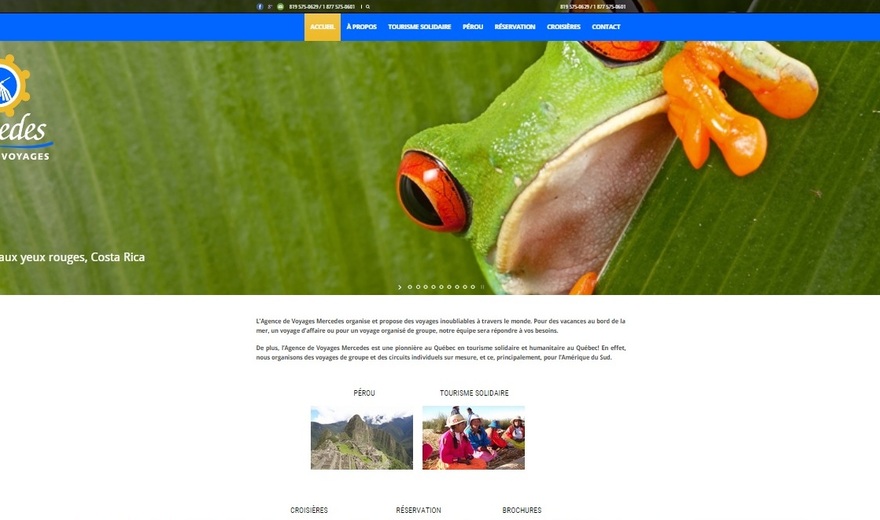 819 575-8629 / 1 877 575-0601
819 575-8629 / 1 877 575-0601
ACCUEIL À PROPOS TOURISME SOLIDAIRE PÉROU RÉSERVATION CROISIÈRES CONTACT
edes
VOYAGES
aux yeux rouges, Costa Rica
L'Agence de Voyages Mercedes organise et propose des voyages inoubliables à travers le monde. Pour des vacances au bord de la
mer, un voyage d'affaire ou pour un voyage organisé de groupe, notre équipe sera répondre à vos besoins.
De plus, l'Agence de Voyages Mercedes est une pionnière au Québec en tourisme solidaire et humanitaire au Québec! En effet,
nous organisons des voyages de groupe et des circuits individuels sur mesure, et ce, principalement, pour l'Amérique du Sud.
PÉROU TOURISME SOLIDAIRE
CROISIÈRES RÉSERVATION BROCHURES